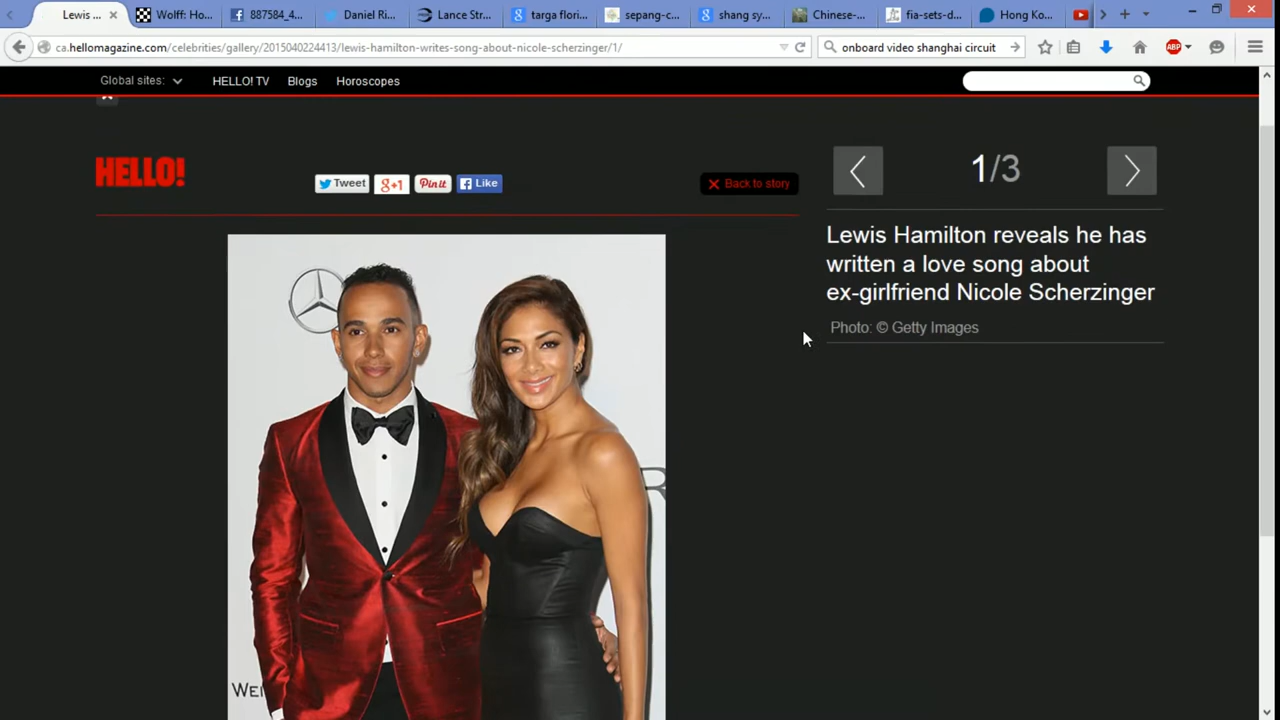 Lewis ...
Wolff: Ho...
887584_4...
Daniel Ri...
Lance Str...
targa flori...
sepang-c...
shang sy...
Chinese-...
fia-sets-d...
Hong Ko...
ca.hellomagazine.com/celebrities/gallery/2015040224413/lewis-hamilton-writes-song-about-nicole-scherzinger/1/
onboard video shanghai circuit
ABP
Global sites:
HELLO! TV
Blogs
Horoscopes
HELLO!
Tweet
g+1
Pin it
Like
Back to story
1/3
Lewis Hamilton reveals he has
written a love song about
ex-girlfriend Nicole Scherzinger
Photo: © Getty Images
R
WEI